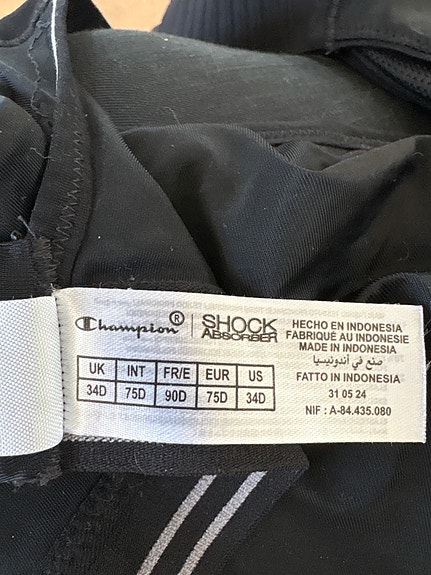 Champion® | SHOCK ABSORBER
UK INT FR/E EUR US
34D 75D 90D 75D 34D
HECHO EN INDONESIA
FABRIQUÉ AU INDONESIE
MADE IN INDONESIA
صنع في أندونيسيا
FATTO IN INDONESIA
31 05 24
NIF : A-84.435.080